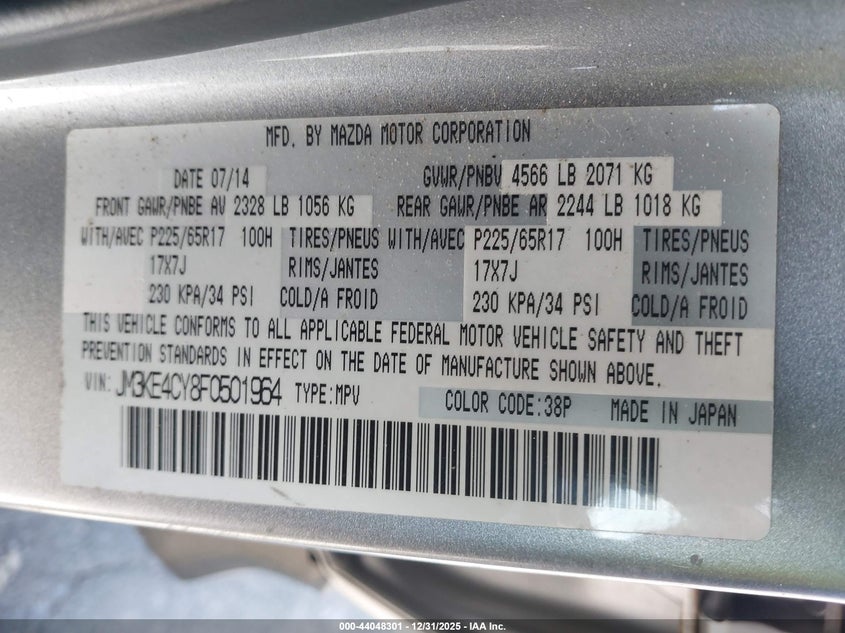 MFD. BY MAZDA MOTOR CORPORATION
DATE 07/14 GVWR/PNBV 4566 LB 2071 KG
FRONT GAWR/PNBE AV 2328 LB 1056 KG REAR GAWR/PNBE AR 2244 LB 1018 KG
WITH/AVEC P225/65R17 100H TIRES/PNEUS WITH/AVEC P225/65R17 100H TIRES/PNEUS
17X7J RIMS/JANTES 17X7J RIMS/JANTES
230 KPA/34 PSI COLD/A FROID 230 KPA/34 PSI COLD/A FROID
THIS VEHICLE CONFORMS TO ALL APPLICABLE FEDERAL MOTOR VEHICLE SAFETY AND THEFT
PREVENTION STANDARDS IN EFFECT ON THE DATE OF MANUFACTURE SHOWN ABOVE.
VIN: JM3KE4CY8F0501964 TYPE:MPV COLOR CODE:38P MADE IN JAPAN
000-44048301 - 12/31/2025 - IAA Inc.